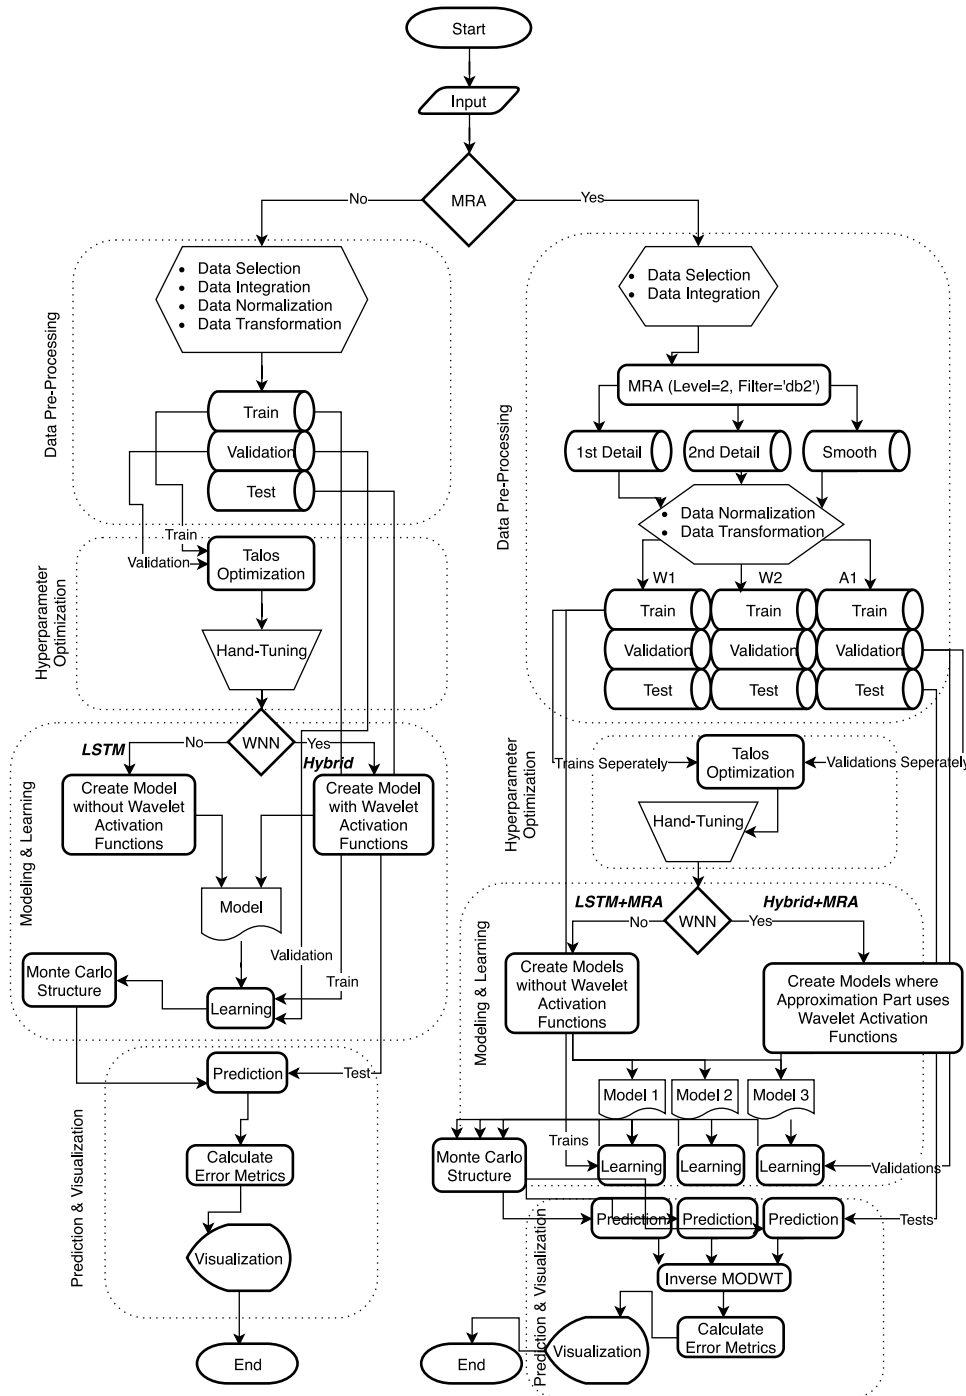 Start
Input
MRA
No
Yes
Data Pre-Processing
• Data Selection
• Data Integration
• Data Normalization
• Data Transformation
Train
Validation
Test
Train
Validation
Hyperparameter
Optimization
Talos
Optimization
Hand-Tuning
Modeling & Learning
WNN
No
Yes
LSTM
Hybrid
Create Model
without Wavelet
Activation
Functions
Create Model
with Wavelet
Activation
Functions
Model
Validation
Train
Monte Carlo
Structure
Learning
Prediction & Visualization
Prediction
Test
Calculate
Error Metrics
Visualization
End
Data Pre-Processing
• Data Selection
• Data Integration
MRA (Level=2, Filter='db2')
1st Detail
2nd Detail
Smooth
• Data Normalization
• Data Transformation
W1
W2
A1
Train
Train
Train
Validation
Validation
Validation
Test
Test
Test
Hyperparameter
Optimization
Trains Seperately
Talos
Optimization
Validations Seperately
Hand-Tuning
Modeling & Learning
LSTM+MRA
Hybrid+MRA
No
WNN
Yes
Create Models
without Wavelet
Activation
Functions
Create Models where
Approximation Part uses
Wavelet Activation
Functions
Model 1
Model 2
Model 3
Trains
Monte Carlo
Structure
Learning
Learning
Learning
Validations
Prediction & Visualization
Prediction
Prediction
Prediction
Tests
Inverse MODWT
Calculate
Error Metrics
Visualization
End